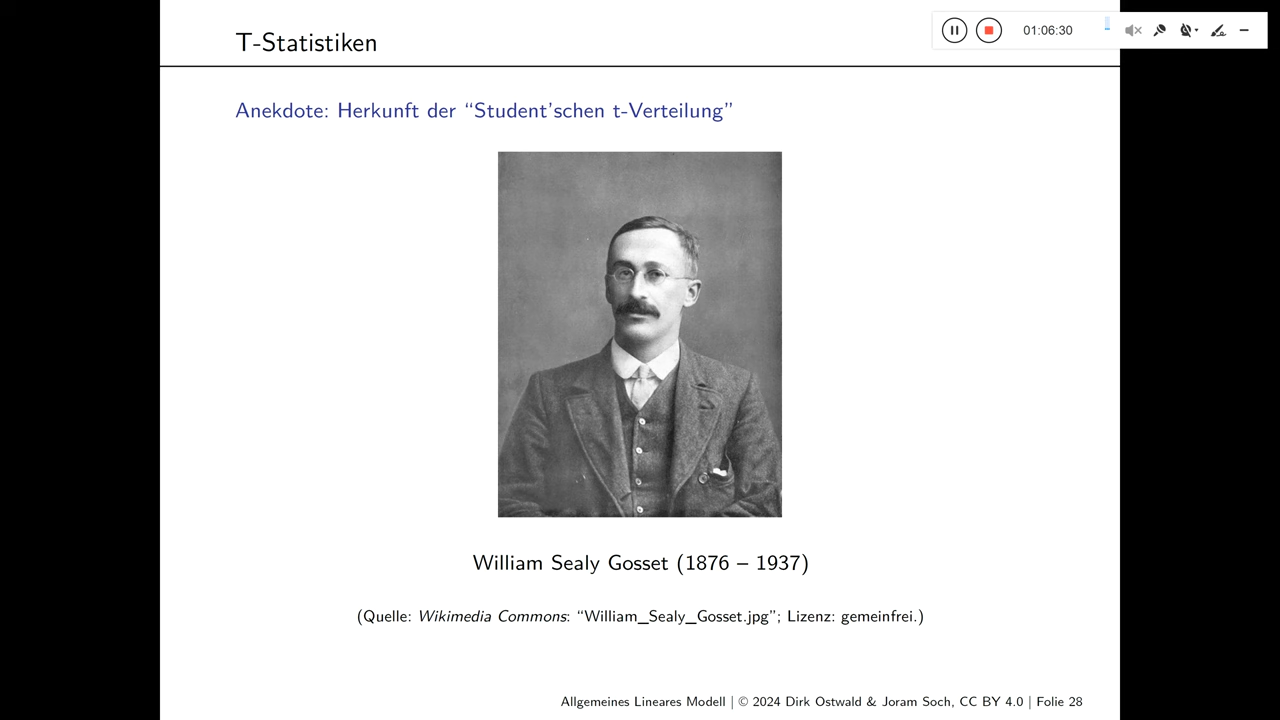 T-Statistiken
01:06:30
Anekdote: Herkunft der “Student’schen t-Verteilung”
William Sealy Gosset (1876 – 1937)
(Quelle: Wikimedia Commons: “William_Sealy_Gosset.jpg”; Lizenz: gemeinfrei.)
Allgemeines Lineares Modell | © 2024 Dirk Ostwald & Joram Soch, CC BY 4.0 | Folie 28